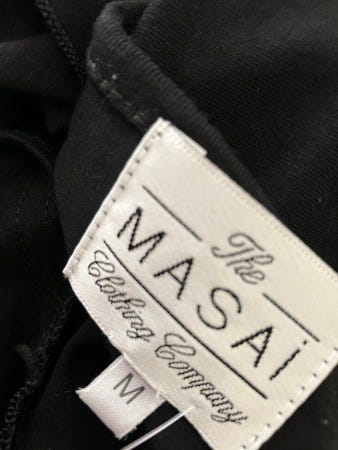 The
MASAi
Clothing Company
M